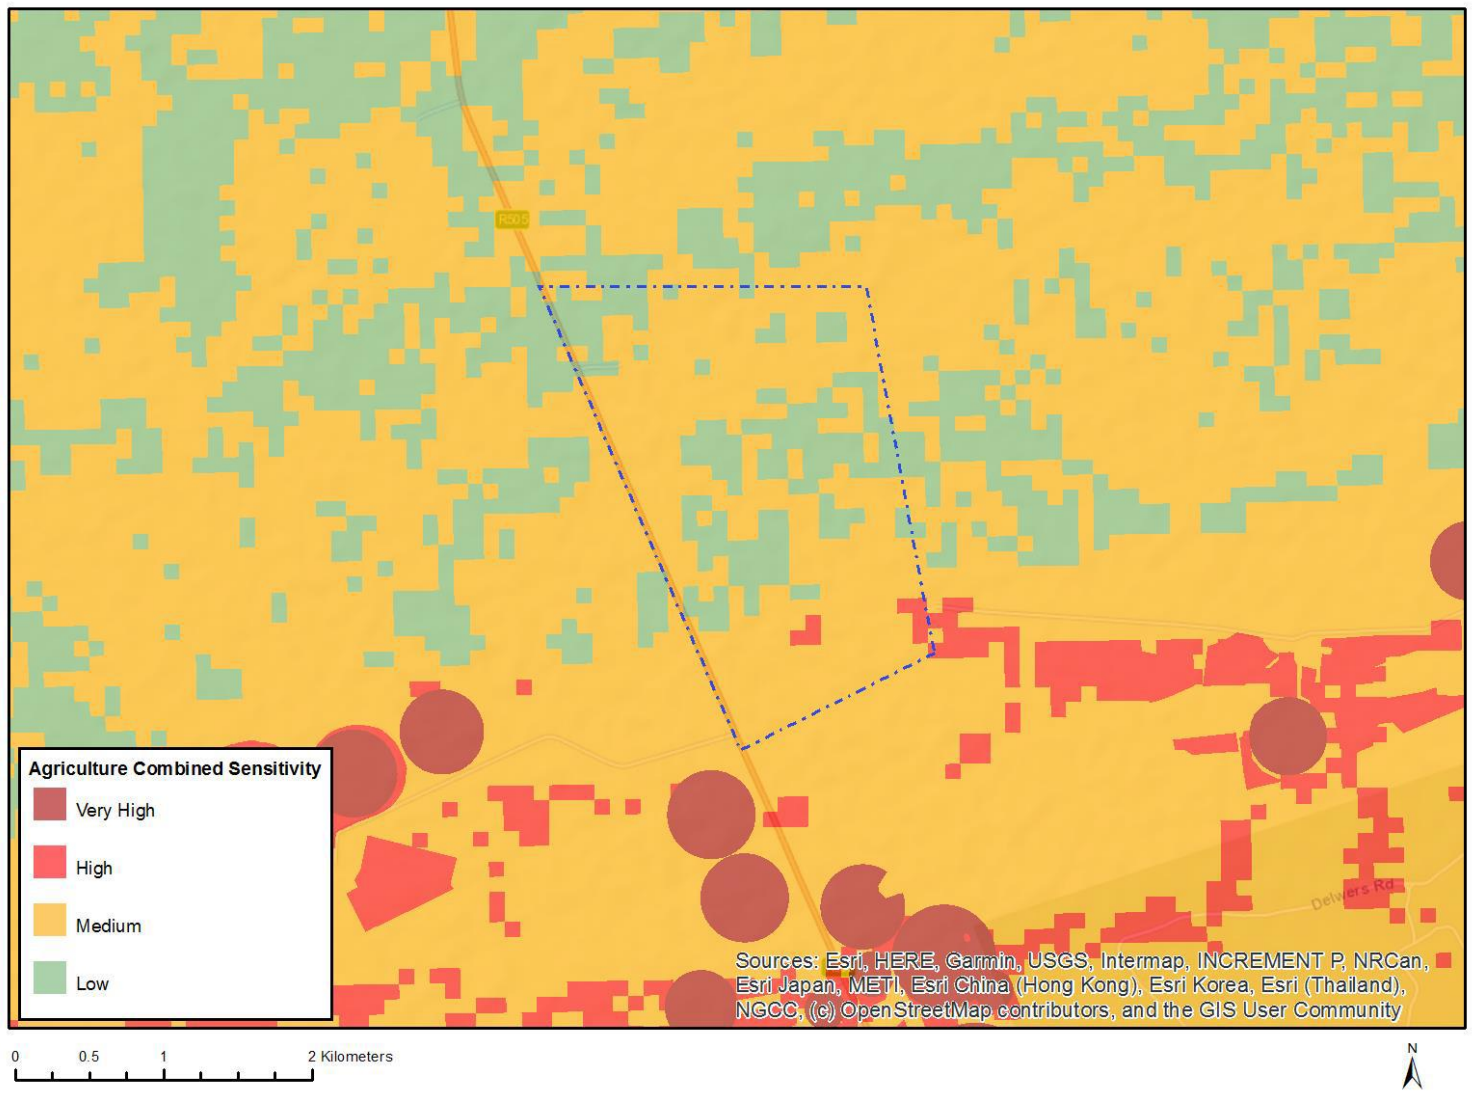 R505
Agriculture Combined Sensitivity
Very High
High
Medium
Low
Delwers Rd
Sources: Esri, HERE, Garmin, USGS, Intermap, INCREMENT P, NRCan,
Esri Japan, METI, Esri China (Hong Kong), Esri Korea, Esri (Thailand),
NGCC, (c) OpenStreetMap contributors, and the GIS User Community
0 0.5 1 2 Kilometers
N